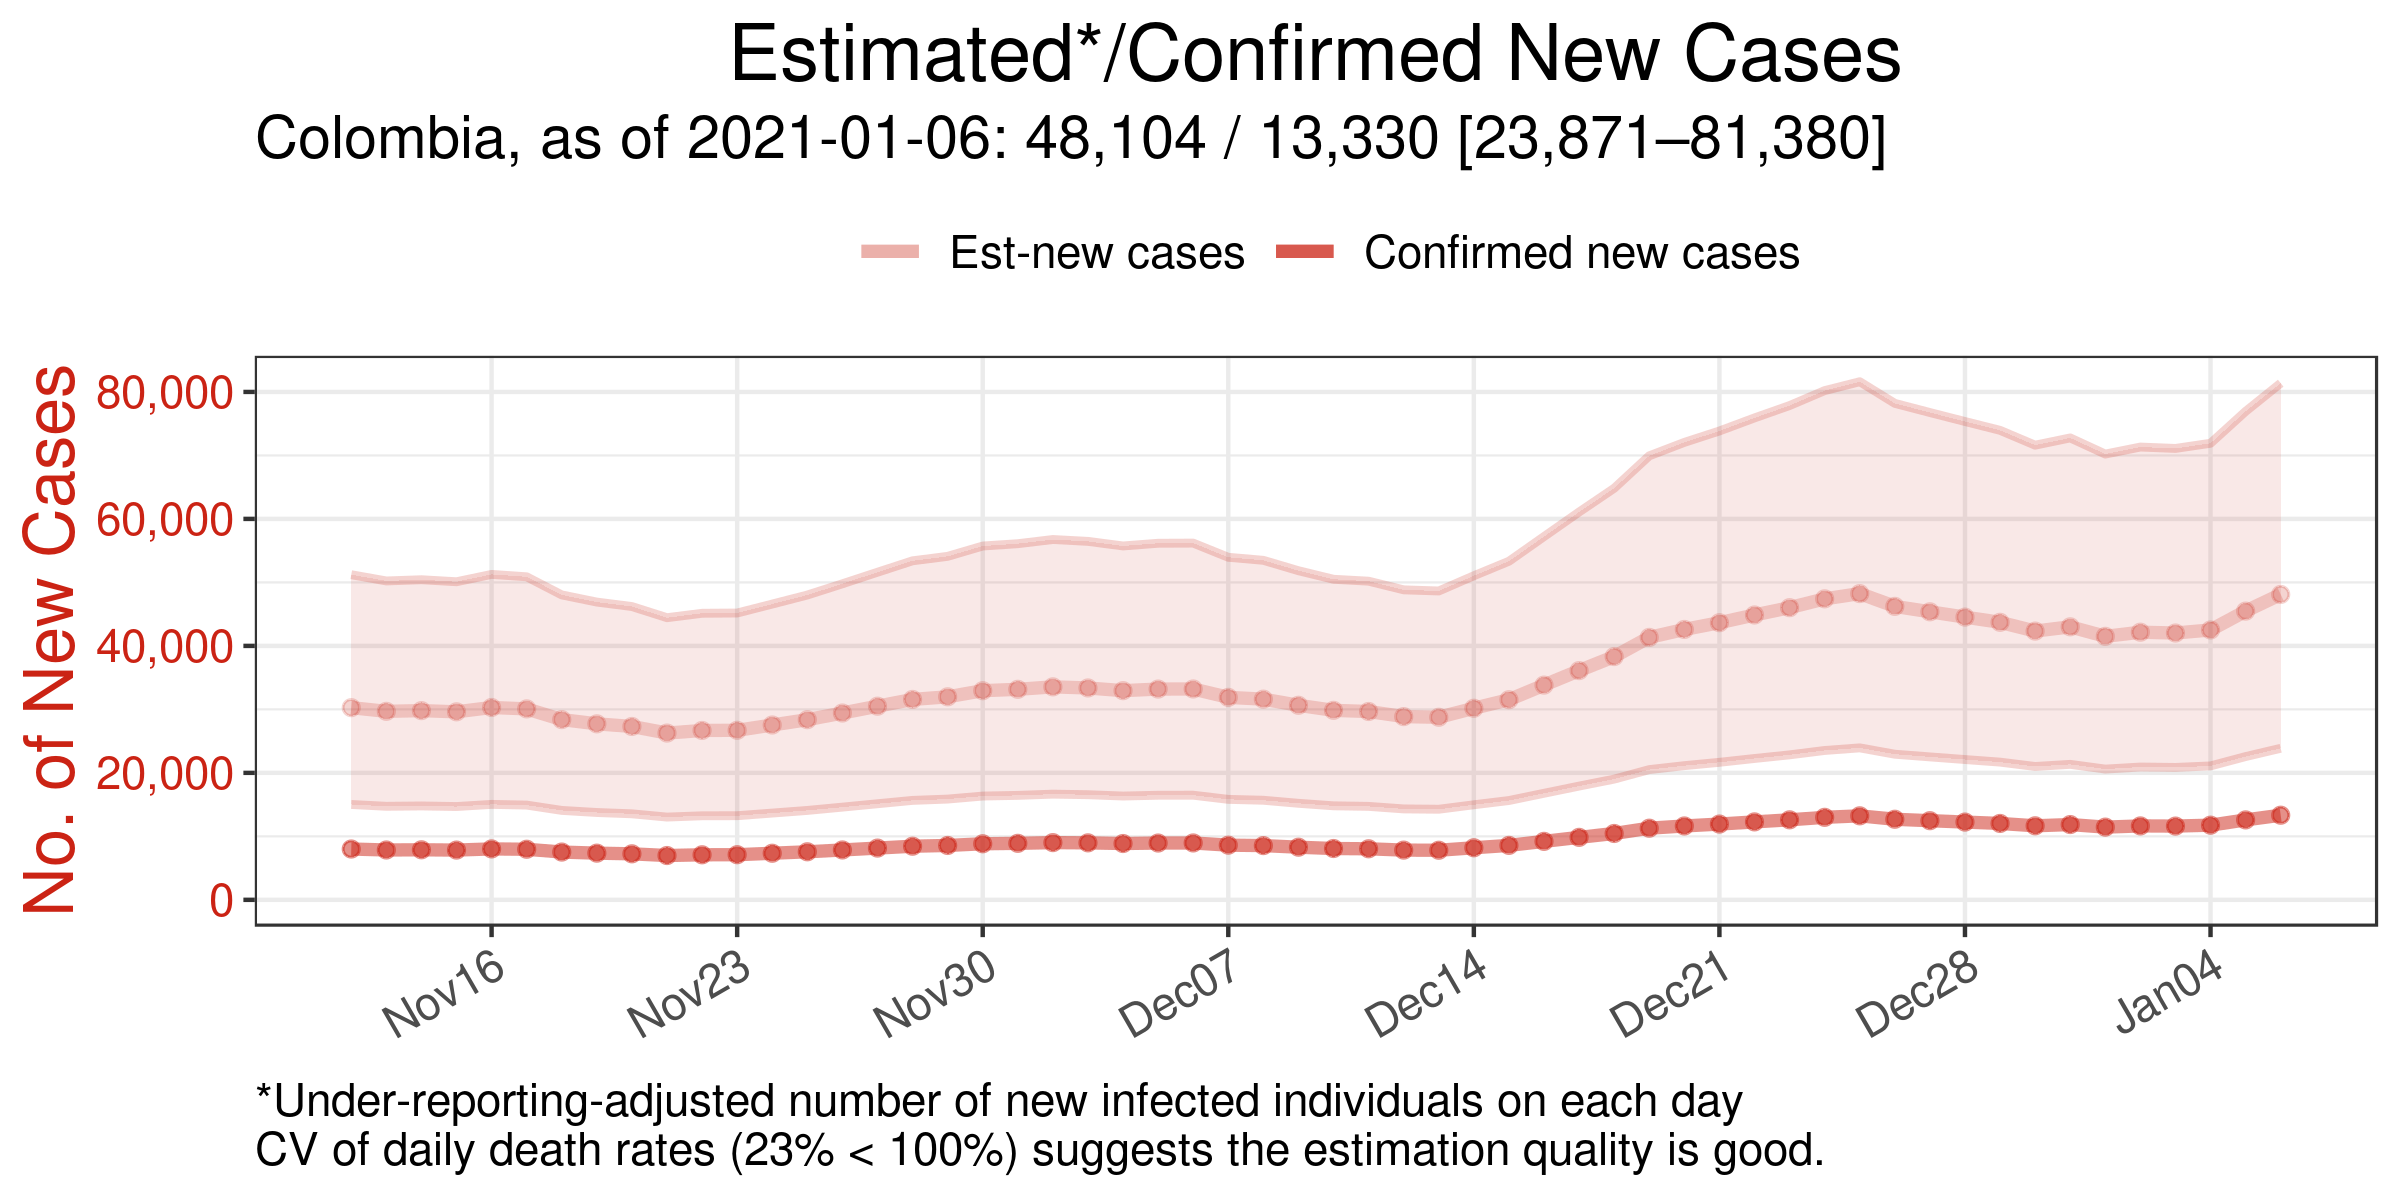 Estimated*/Confirmed New Cases
Colombia, as of 2021-01-06: 48,104 / 13,330 [23,871–81,380]
Est-new cases
Confirmed new cases
No. of New Cases
80,000
60,000
40,000
20,000
0
Nov16
Nov23
Nov30
Dec07
Dec14
Dec21
Dec28
Jan04
*Under-reporting-adjusted number of new infected individuals on each day
CV of daily death rates (23% < 100%) suggests the estimation quality is good.